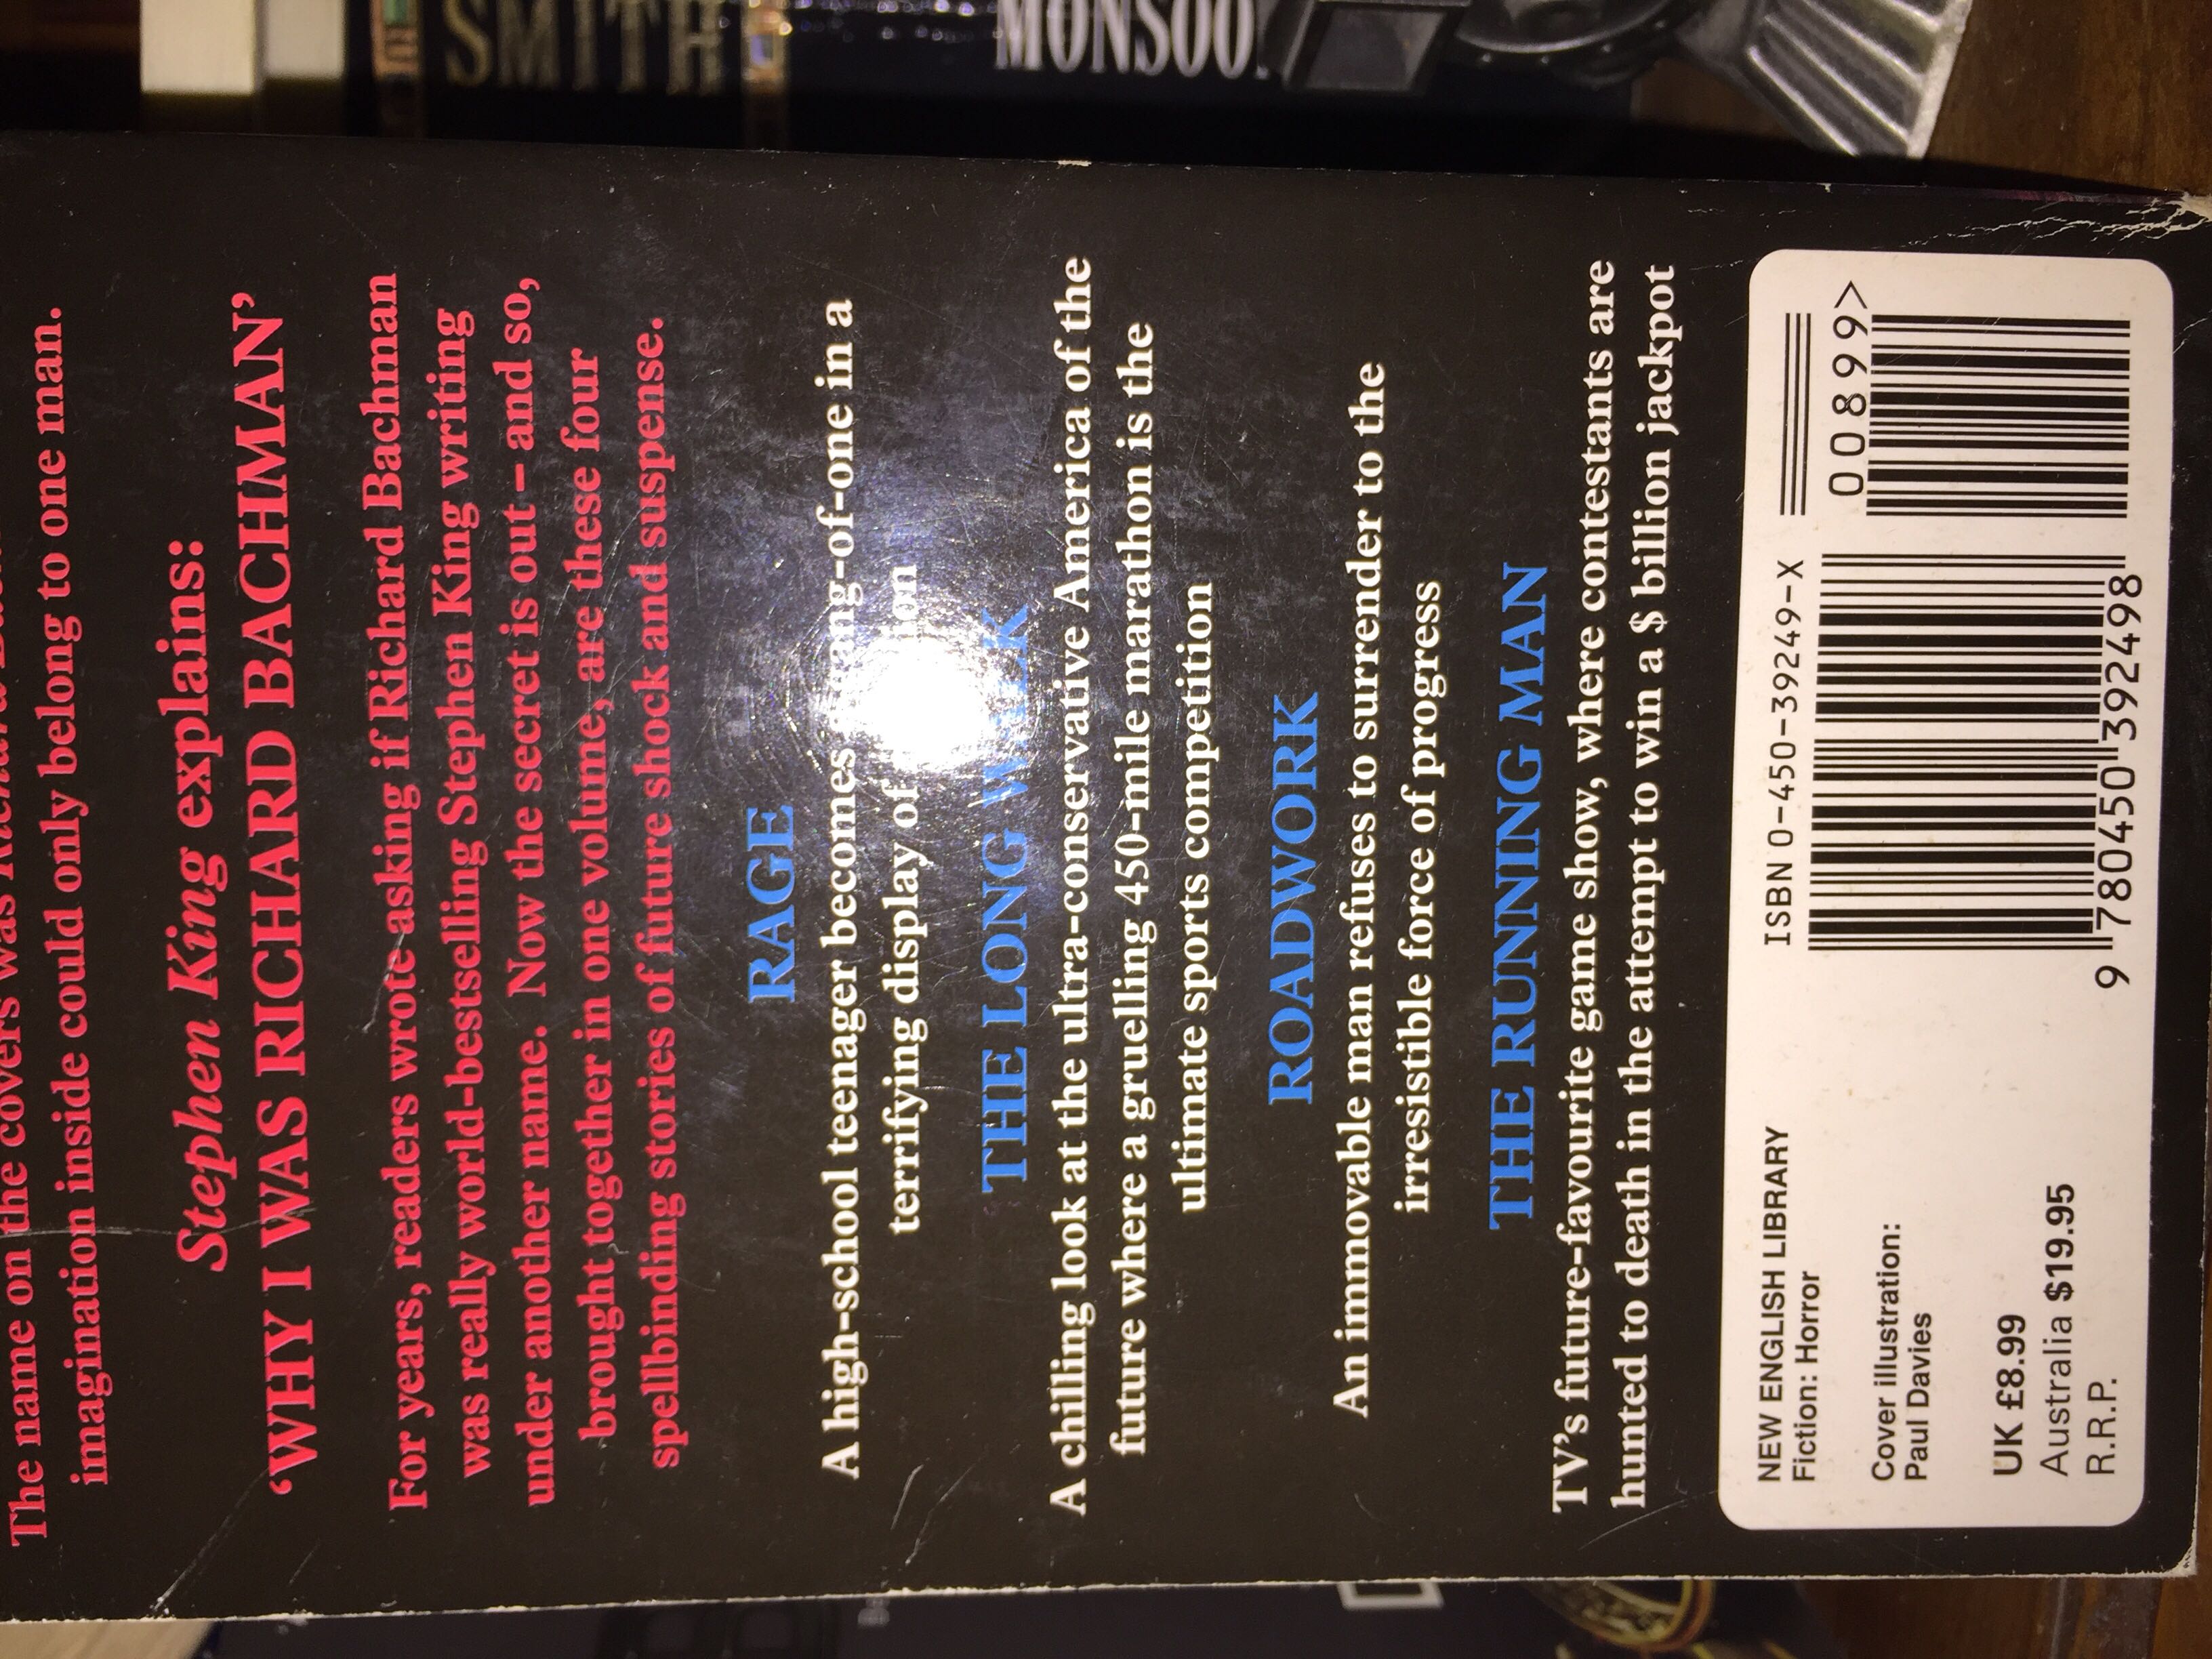 SMITH
MONSOO
The name on the covers was
imagination inside could only belong to one man.
Stephen King explains:
‘WHY I WAS RICHARD BACHMAN’
For years, readers wrote asking if Richard Bachman
was really world-bestselling Stephen King writing
under another name. Now the secret is out – and so,
brought together in one volume, are these four
spellbinding stories of future shock and suspense.
RAGE
A high-school teenager becomes a gang-of-one in a
terrifying display of
THE LONG WALK
A chilling look at the ultra-conservative America of the
future where a gruelling 450-mile marathon is the
ultimate sports competition
ROADWORK
An immovable man refuses to surrender to the
irresistible force of progress
THE RUNNING MAN
TV’s future-favourite game show, where contestants are
hunted to death in the attempt to win a $ billion jackpot
NEW ENGLISH LIBRARY
Fiction: Horror
Cover illustration:
Paul Davies
UK £8.99
Australia $19.95
R.R.P.
ISBN 0-450-39249-X
9 780450 392498
00899>